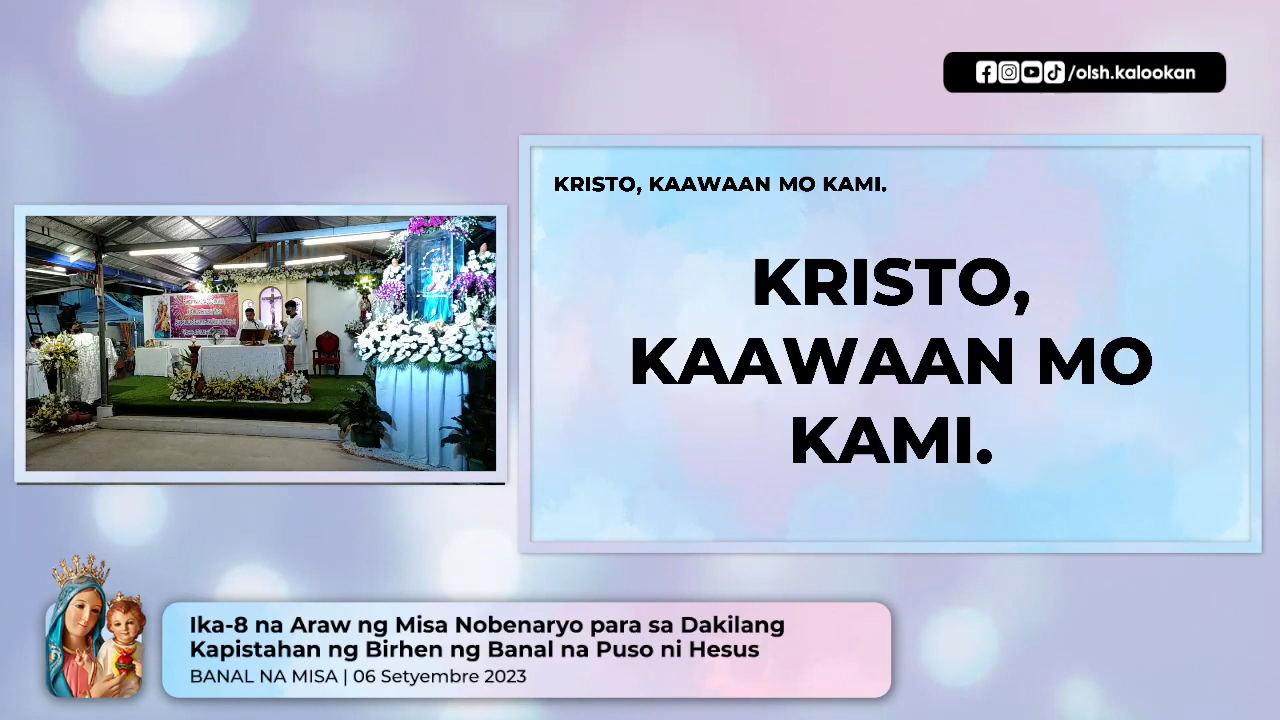 /olsh.kalookan
KRISTO, KAAWAAN MO KAMI.
KRISTO,
KAAWAAN MO
KAMI.
Ika-8 na Araw ng Misa Nobenaryo para sa Dakilang
Kapistahan ng Birhen ng Banal na Puso ni Hesus
BANAL NA MISA | 06 Setyembre 2023